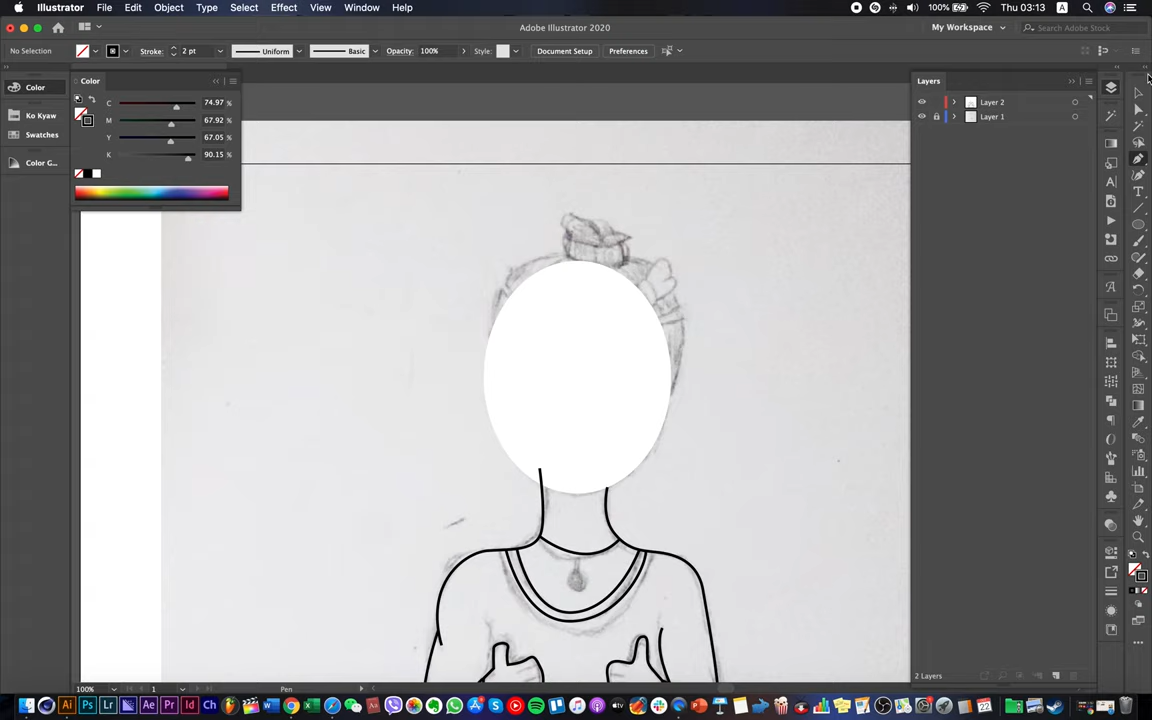 Illustrator File Edit Object Type Select Effect View Window Help 100% Thu 03:13 A
Adobe Illustrator 2020 My Workspace Search Adobe Stock
No Selection Stroke: 2 pt Uniform Basic Opacity: 100% Style: Document Setup Preferences
Color Color Layers
C 74.97 %
Ko Kyaw M 67.92 % Layer 2
Swatches Y 67.05 % Layer 1
Color G... K 90.15 %
2 Layers
100% 1 Pen